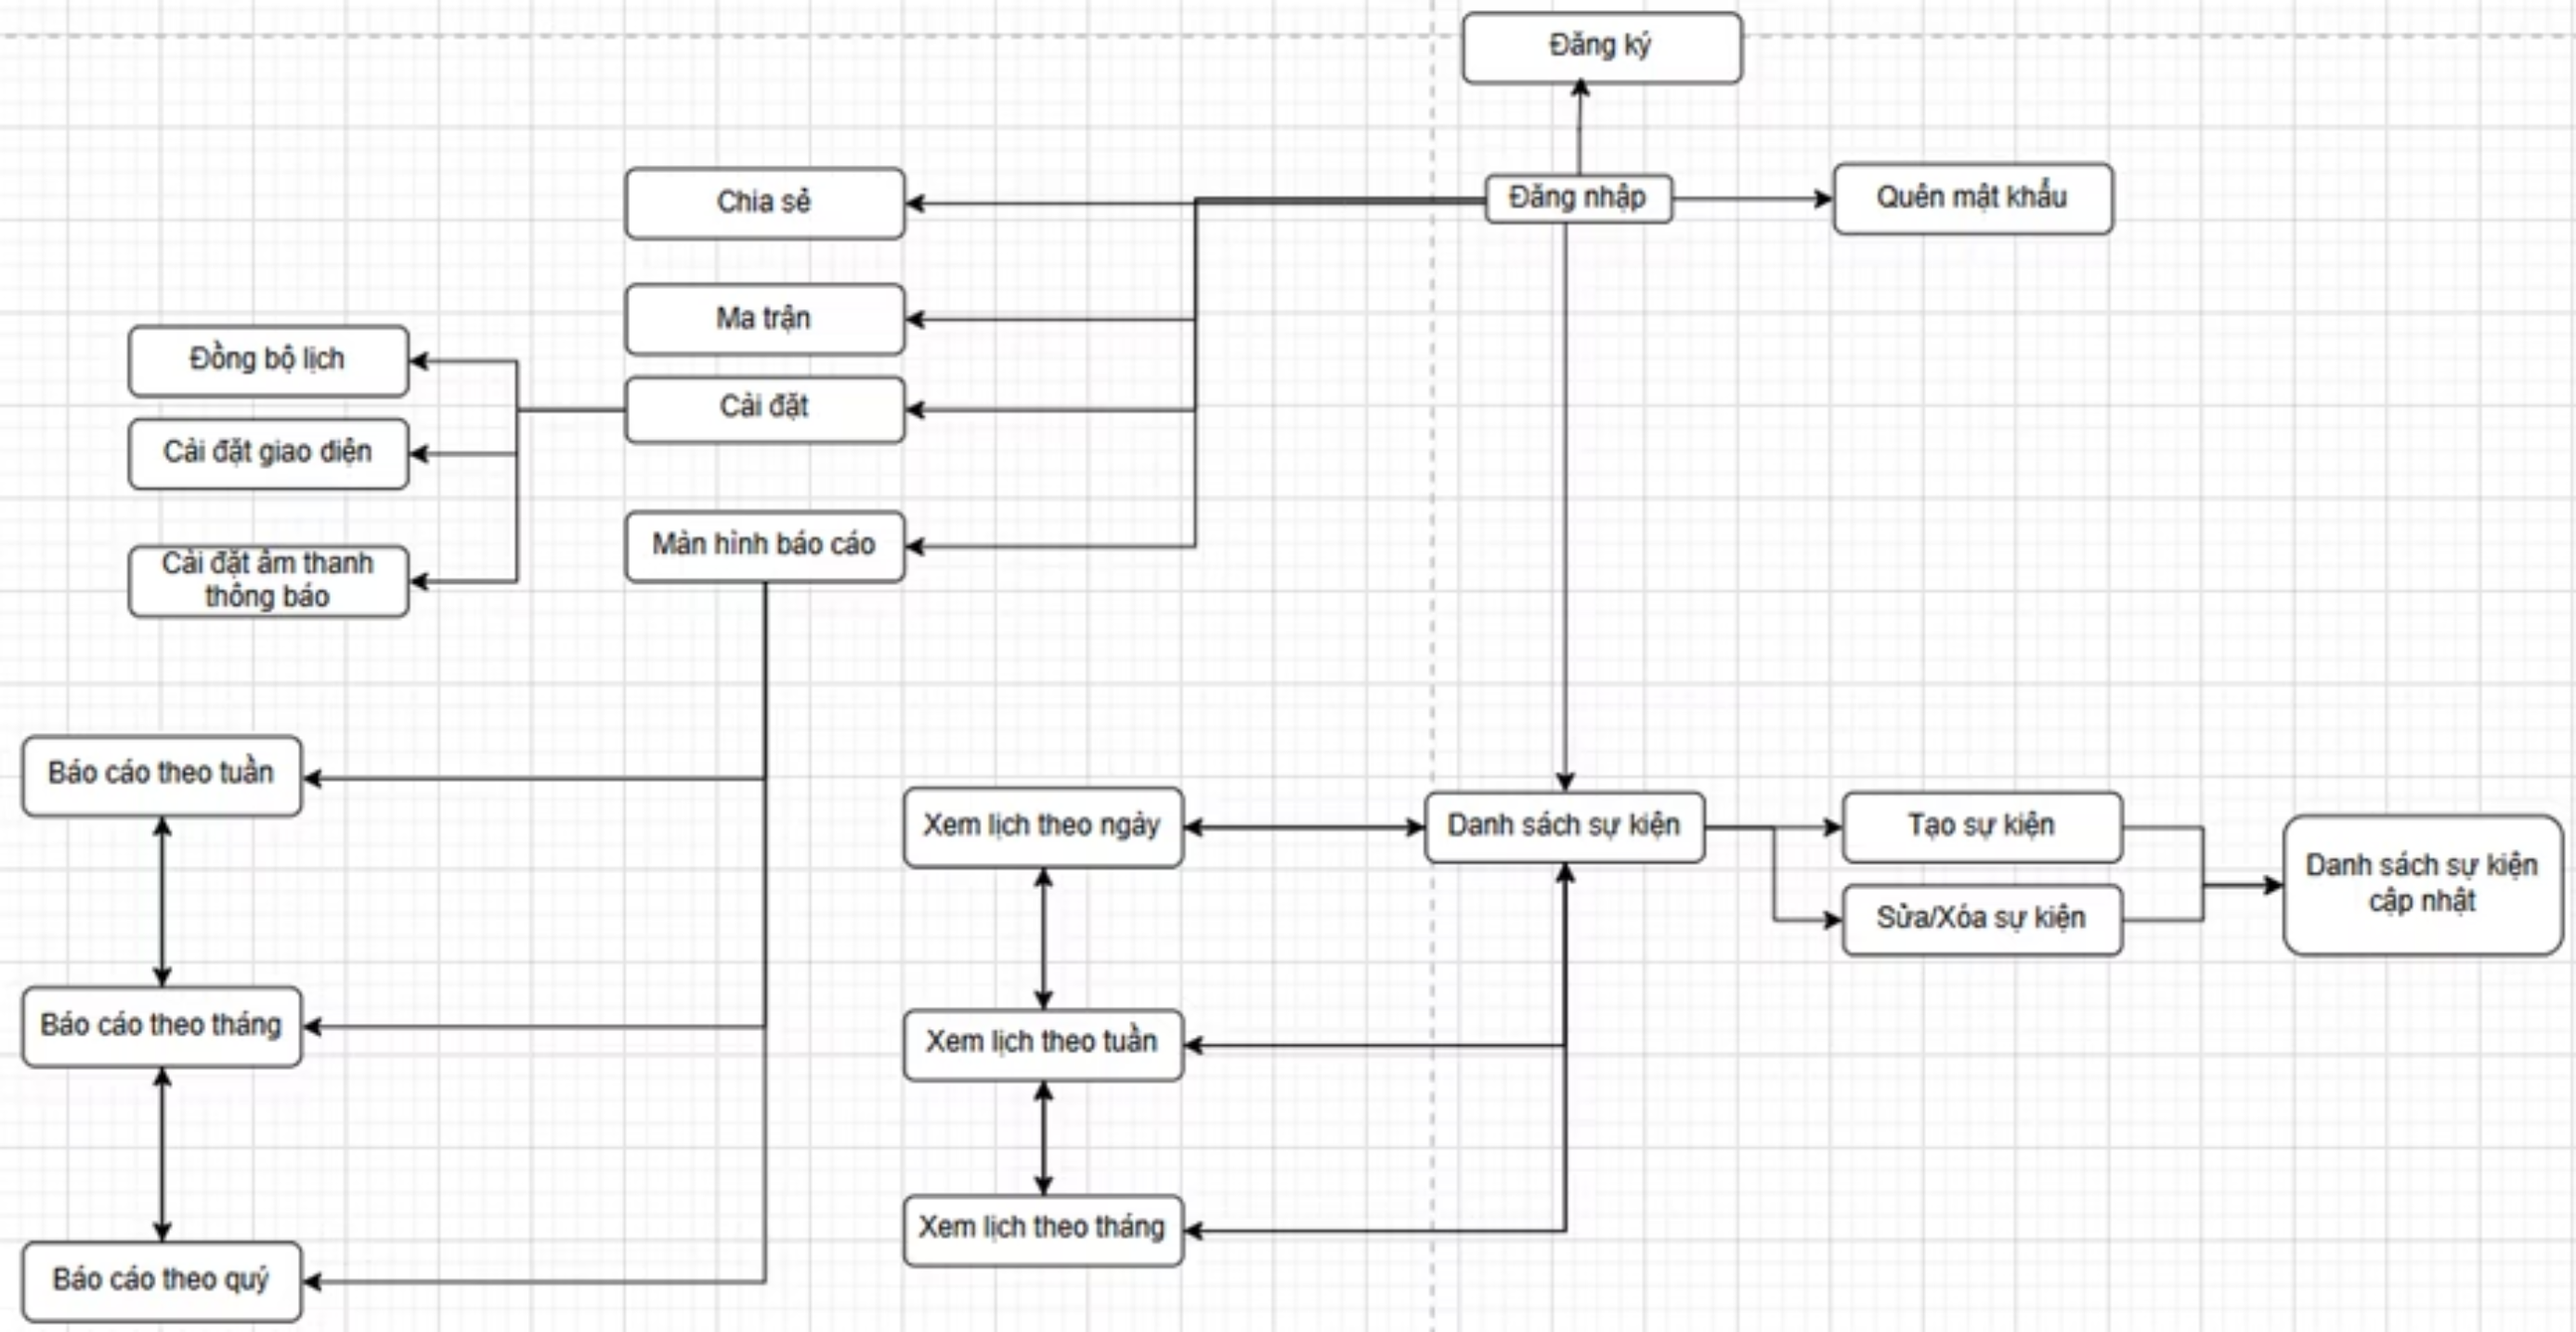 Đăng ký
Chia sẻ
Đăng nhập
Quên mật khẩu
Ma trận
Đồng bộ lịch
Cài đặt
Cài đặt giao diện
Màn hình báo cáo
Cài đặt âm thanh
thông báo
Báo cáo theo tuần
Xem lịch theo ngày
Danh sách sự kiện
Tạo sự kiện
Danh sách sự kiện
cập nhật
Sửa/Xóa sự kiện
Báo cáo theo tháng
Xem lịch theo tuần
Xem lịch theo tháng
Báo cáo theo quý